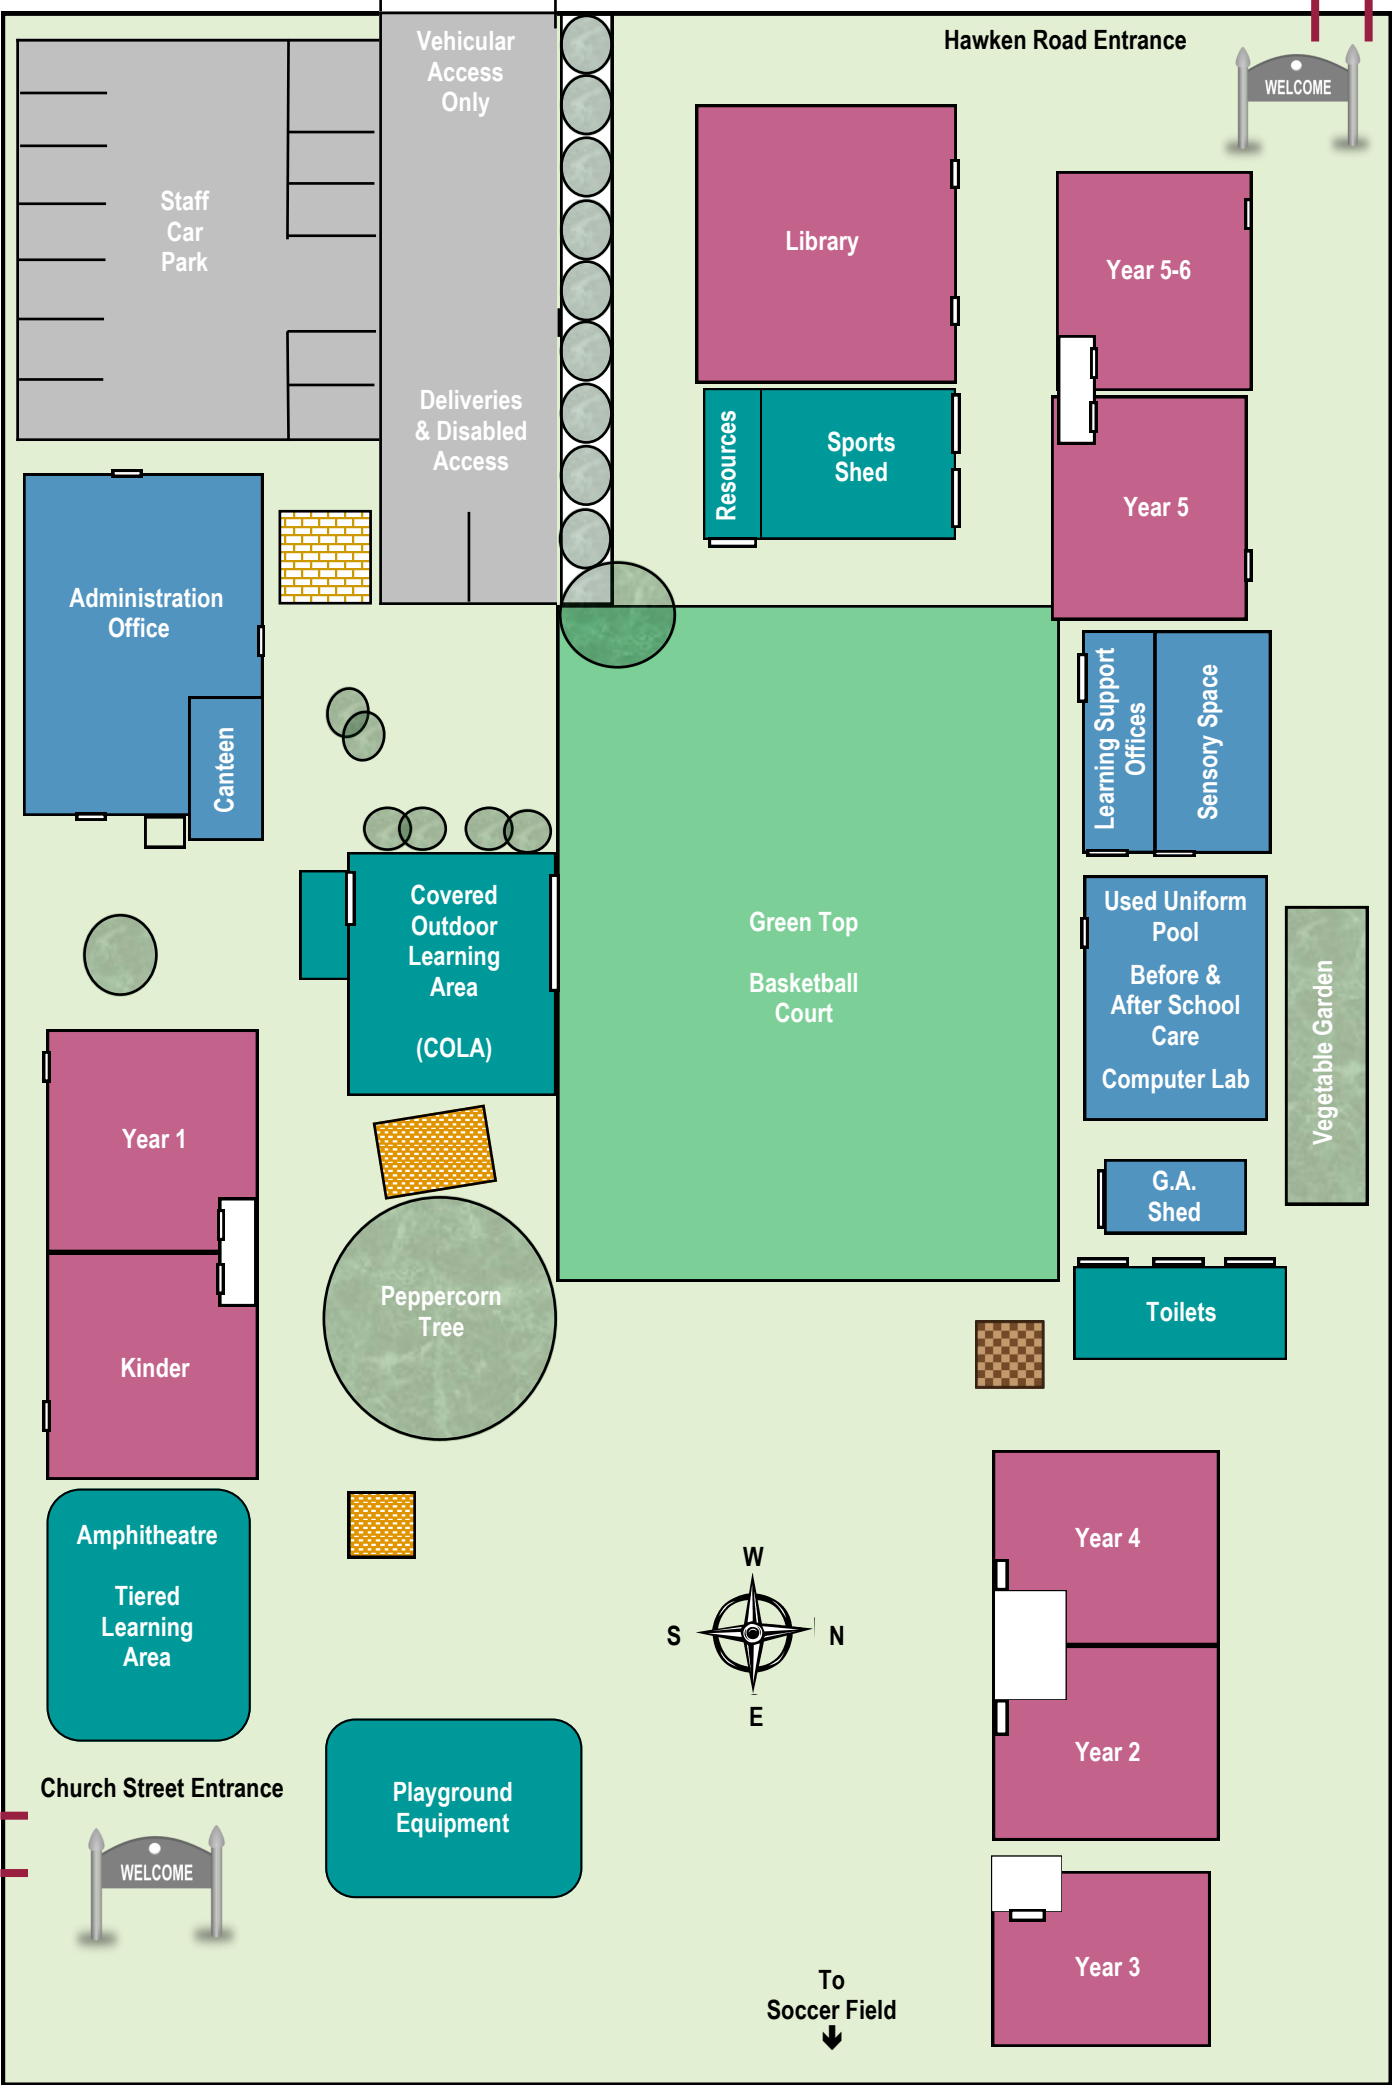 Hawken Road Entrance
WELCOME
Vehicular
Access
Only
Staff
Car
Park
Library
Year 5-6
Deliveries
& Disabled
Access
Resources
Sports
Shed
Year 5
Administration
Office
Canteen
Learning Support
Offices
Sensory Space
Covered
Outdoor
Learning
Area
(COLA)
Green Top
Basketball
Court
Used Uniform
Pool
Before &
After School
Care
Computer Lab
Vegetable Garden
Year 1
G.A.
Shed
Peppercorn
Tree
Toilets
Kinder
Amphitheatre
Tiered
Learning
Area
Year 4
W
S
N
E
Year 2
Church Street Entrance
WELCOME
Playground
Equipment
Year 3
To
Soccer Field